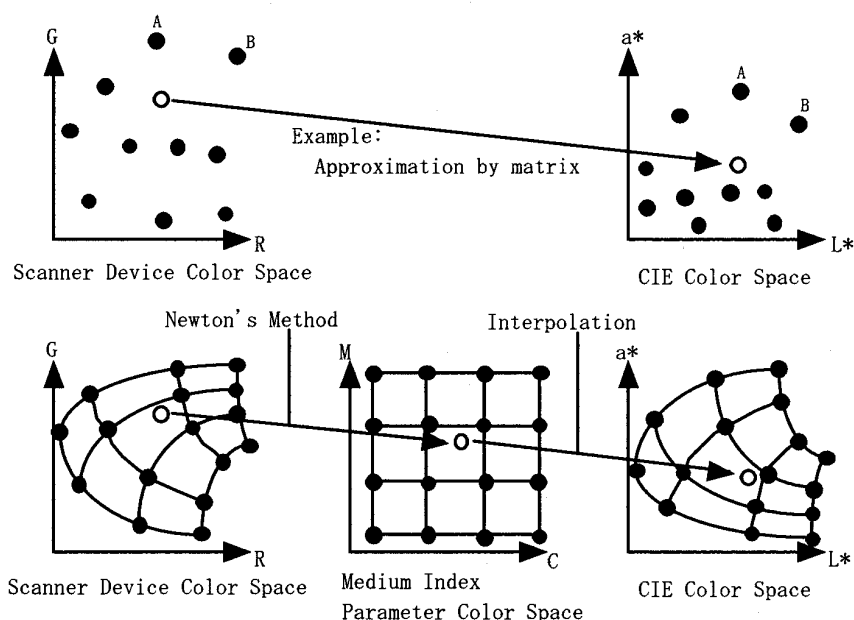 G
A
B
R
Scanner Device Color Space
Example:
Approximation by matrix
a*
A
B
L*
CIE Color Space
Newton's Method
Interpolation
G
R
Scanner Device Color Space
M
C
Medium Index
Parameter Color Space
a*
L*
CIE Color Space